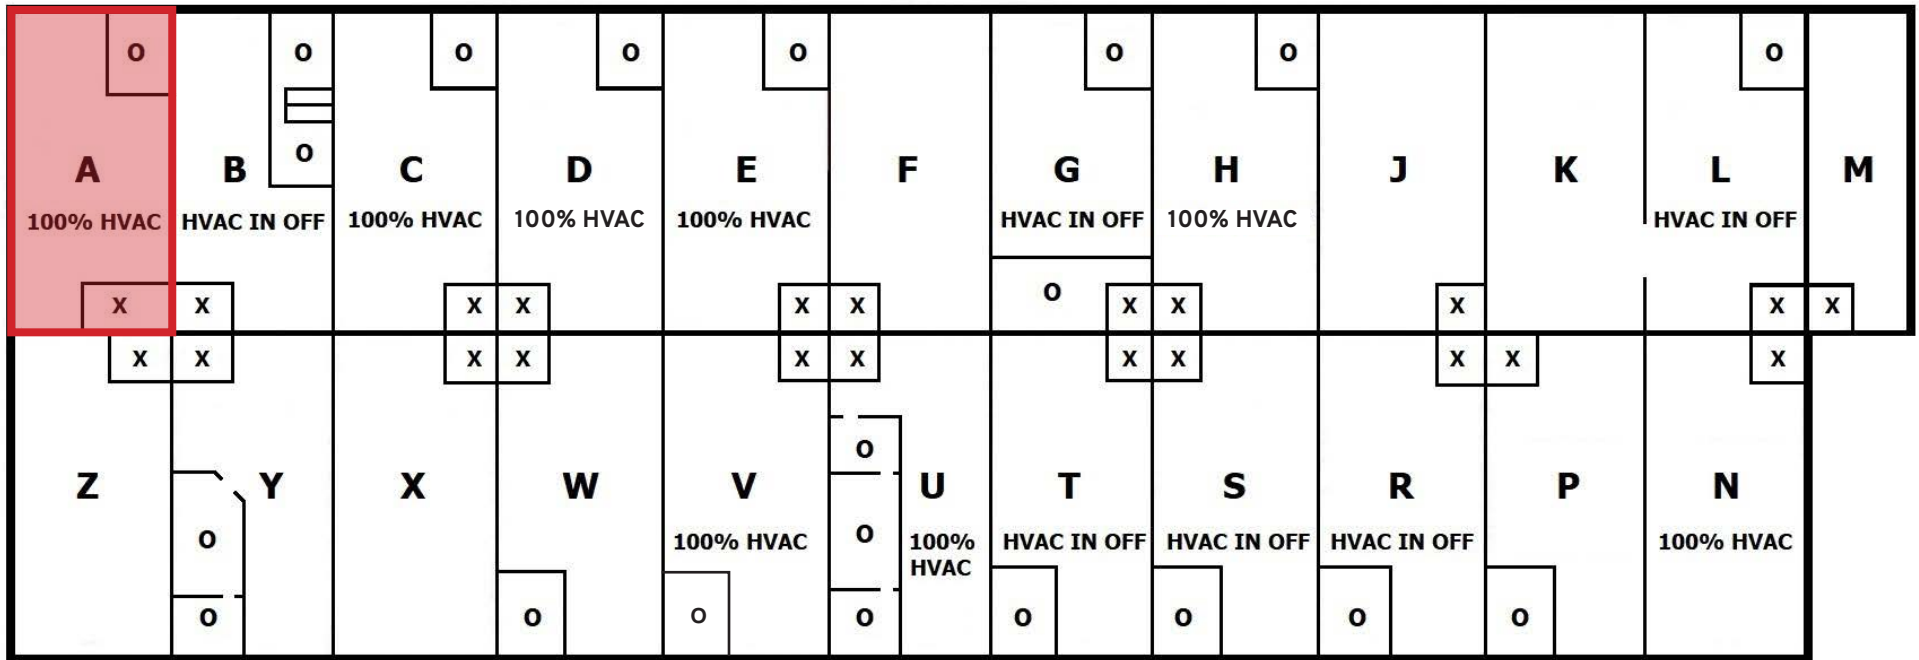 O O O O O O O O
O
A B C D E F G H J K L M
100% HVAC HVAC IN OFF 100% HVAC 100% HVAC 100% HVAC HVAC IN OFF 100% HVAC HVAC IN OFF
O
X X X X X X X X X X X
X X X X X X X X X X X
O
Z Y X W V U T S R P N
O O
100% HVAC 100% HVAC HVAC IN OFF HVAC IN OFF HVAC IN OFF 100% HVAC
O O O O O O O O